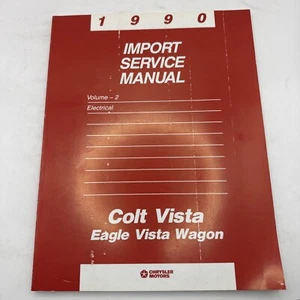 1990
IMPORT
SERVICE
MANUAL
Volume – 2
Electrical
Colt Vista
Eagle Vista Wagon
CHRYSLER
MOTORS